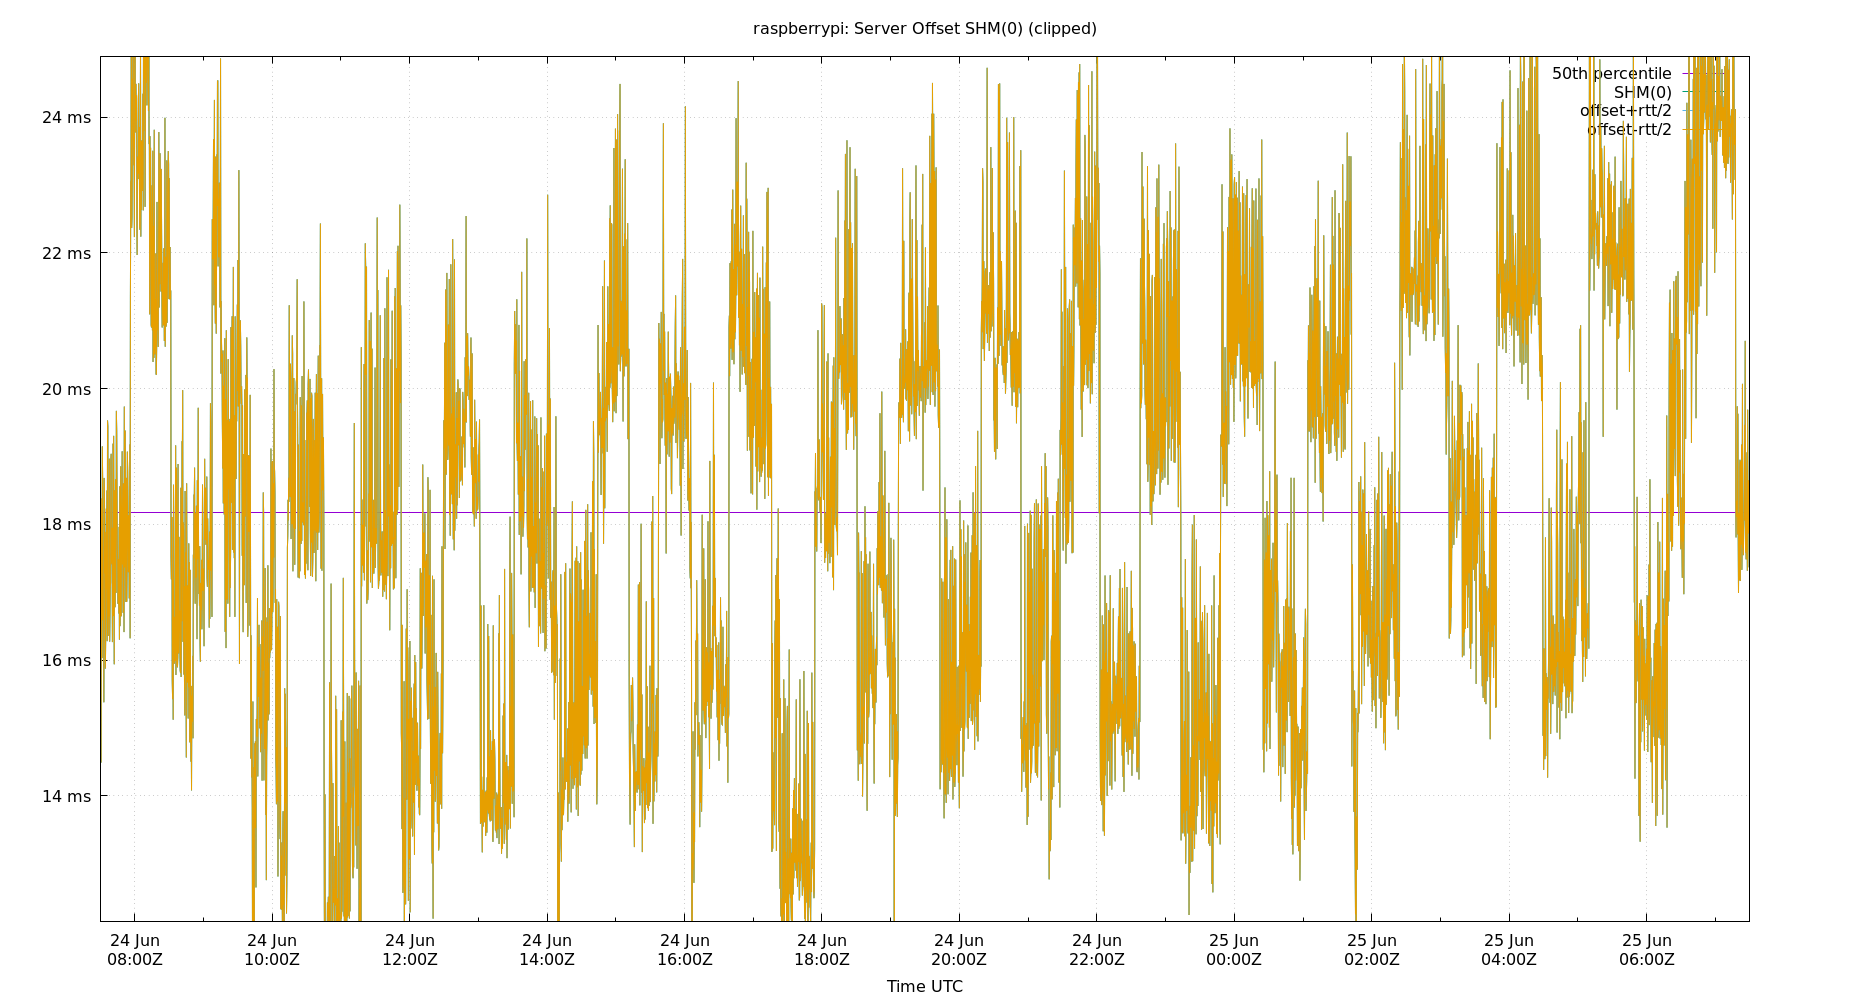 raspberrypi: Server Offset SHM(0) (clipped)
50th percentile
SHM(0)
offset+rtt/2
offset-rtt/2
24 ms
22 ms
20 ms
18 ms
16 ms
14 ms
24 Jun 24 Jun 24 Jun 24 Jun 24 Jun 24 Jun 24 Jun 24 Jun 25 Jun 25 Jun 25 Jun 25 Jun
08:00Z 10:00Z 12:00Z 14:00Z 16:00Z 18:00Z 20:00Z 22:00Z 00:00Z 02:00Z 04:00Z 06:00Z
Time UTC